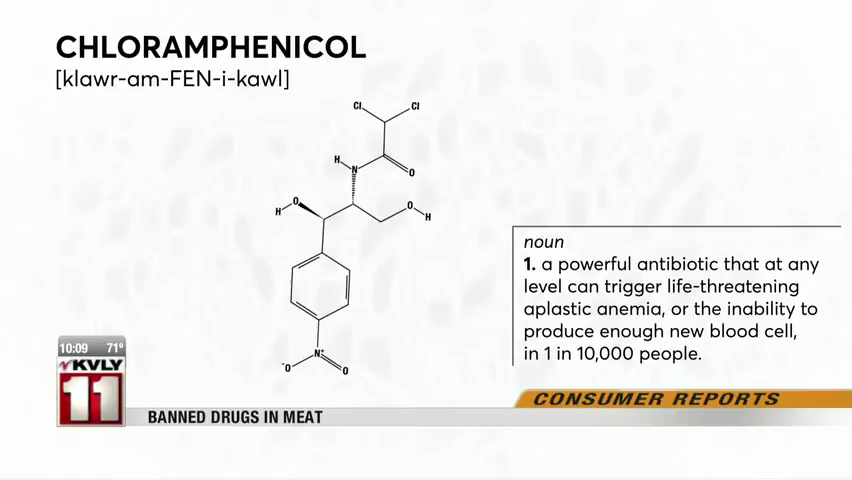 CHLORAMPHENICOL
[klawr-am-FEN-i-kawl]
Cl Cl
H
N
O
H O
O H
noun
1. a powerful antibiotic that at any
level can trigger life-threatening
aplastic anemia, or the inability to
produce enough new blood cell,
in 1 in 10,000 people.
N+
-O O
10:09 71°
KVLY
11
CONSUMER REPORTS
BANNED DRUGS IN MEAT